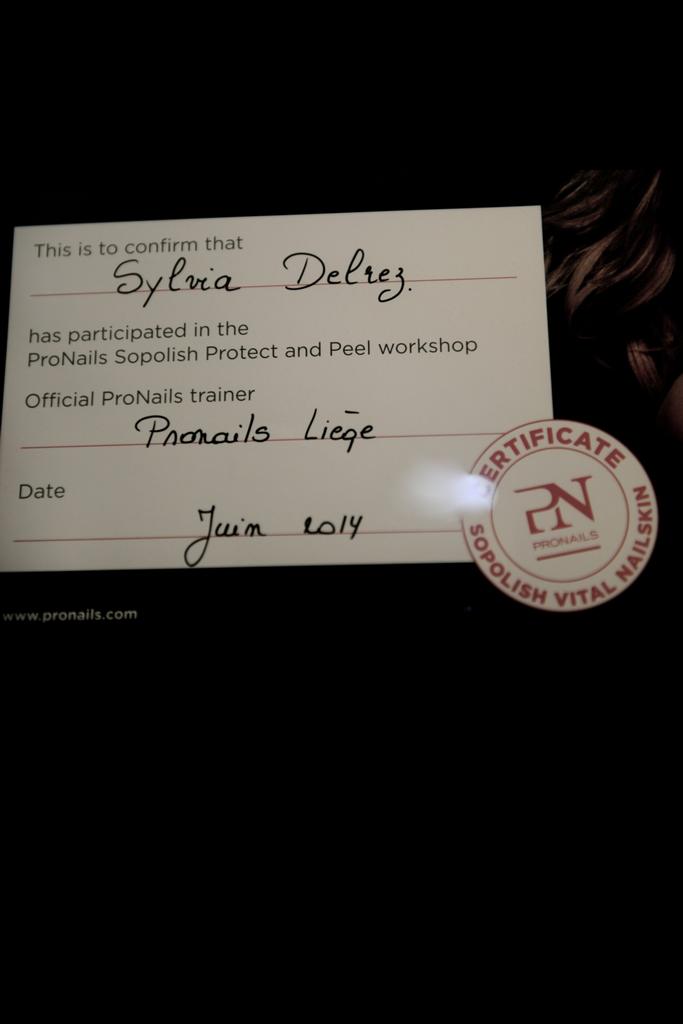 This is to confirm that
Sylvia Delrez.
has participated in the
ProNails Sopolish Protect and Peel workshop
Official ProNails trainer
Pronails Liège
Date
Juin 2014
CERTIFICATE
PN
PRONAILS
SOPOLISH VITAL NAILSKIN
www.pronails.com